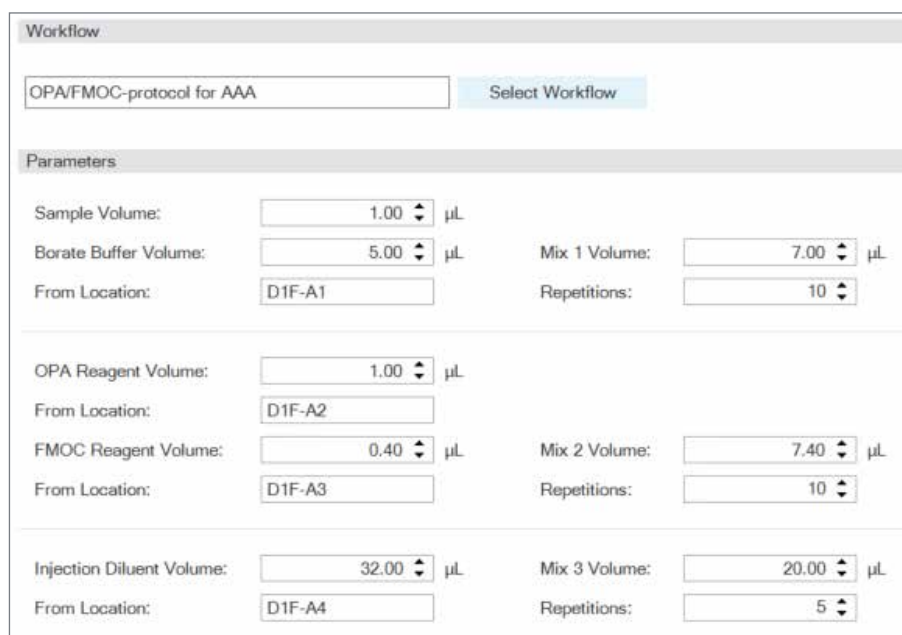 Workflow
OPA/FMOC-protocol for AAA Select Workflow
Parameters
Sample Volume: 1.00 µL
Borate Buffer Volume: 5.00 µL Mix 1 Volume: 7.00 µL
From Location: D1F-A1 Repetitions: 10
OPA Reagent Volume: 1.00 µL
From Location: D1F-A2
FMOC Reagent Volume: 0.40 µL Mix 2 Volume: 7.40 µL
From Location: D1F-A3 Repetitions: 10
Injection Diluent Volume: 32.00 µL Mix 3 Volume: 20.00 µL
From Location: D1F-A4 Repetitions: 5